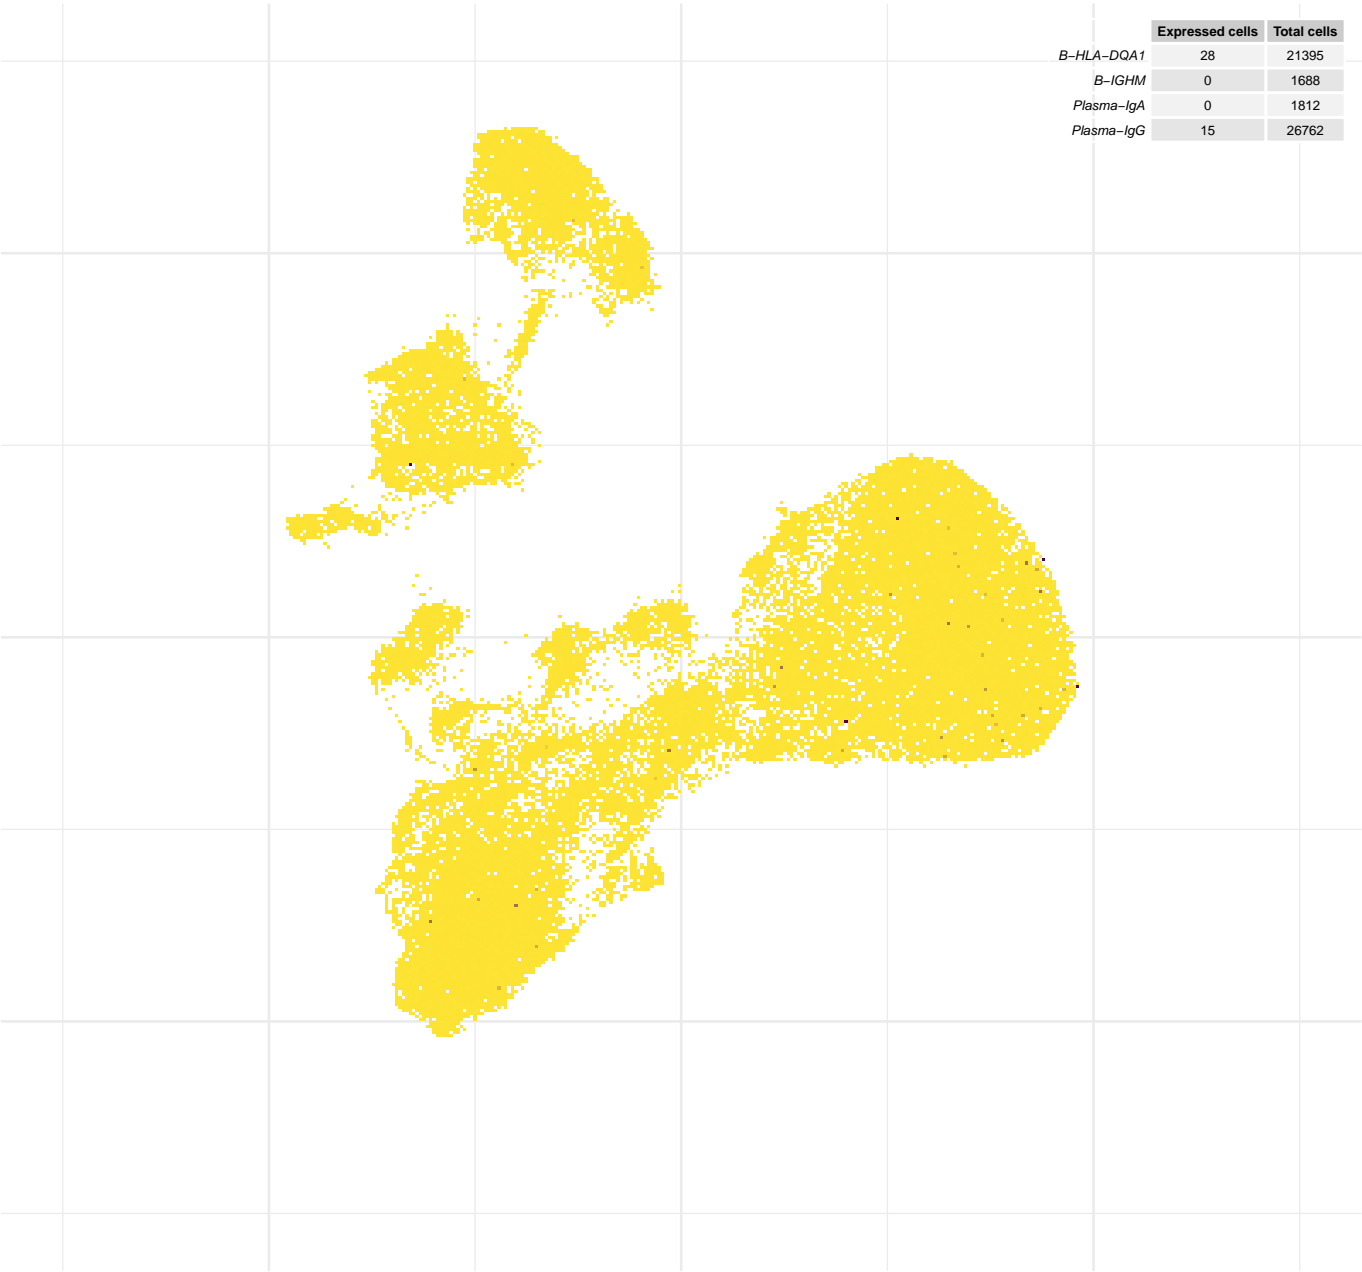 Expressed cells Total cells
B−HLA−DQA1 28 21395
B−IGHM 0 1688
Plasma−IgA 0 1812
Plasma−IgG 15 26762